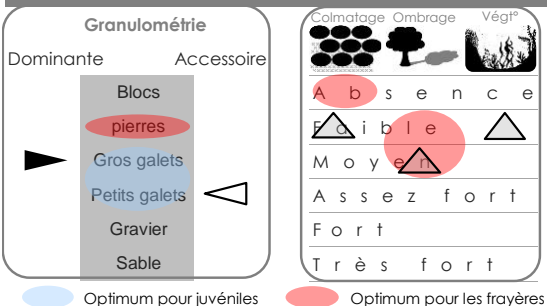 Granulométrie
Dominante Accessoire
Blocs
pierres
Gros galets
Petits galets
Gravier
Sable
Colmatage Ombrage Végt°
Absence
Faible
Moyen
Assez fort
Fort
Très fort
Optimum pour juvéniles Optimum pour les frayères